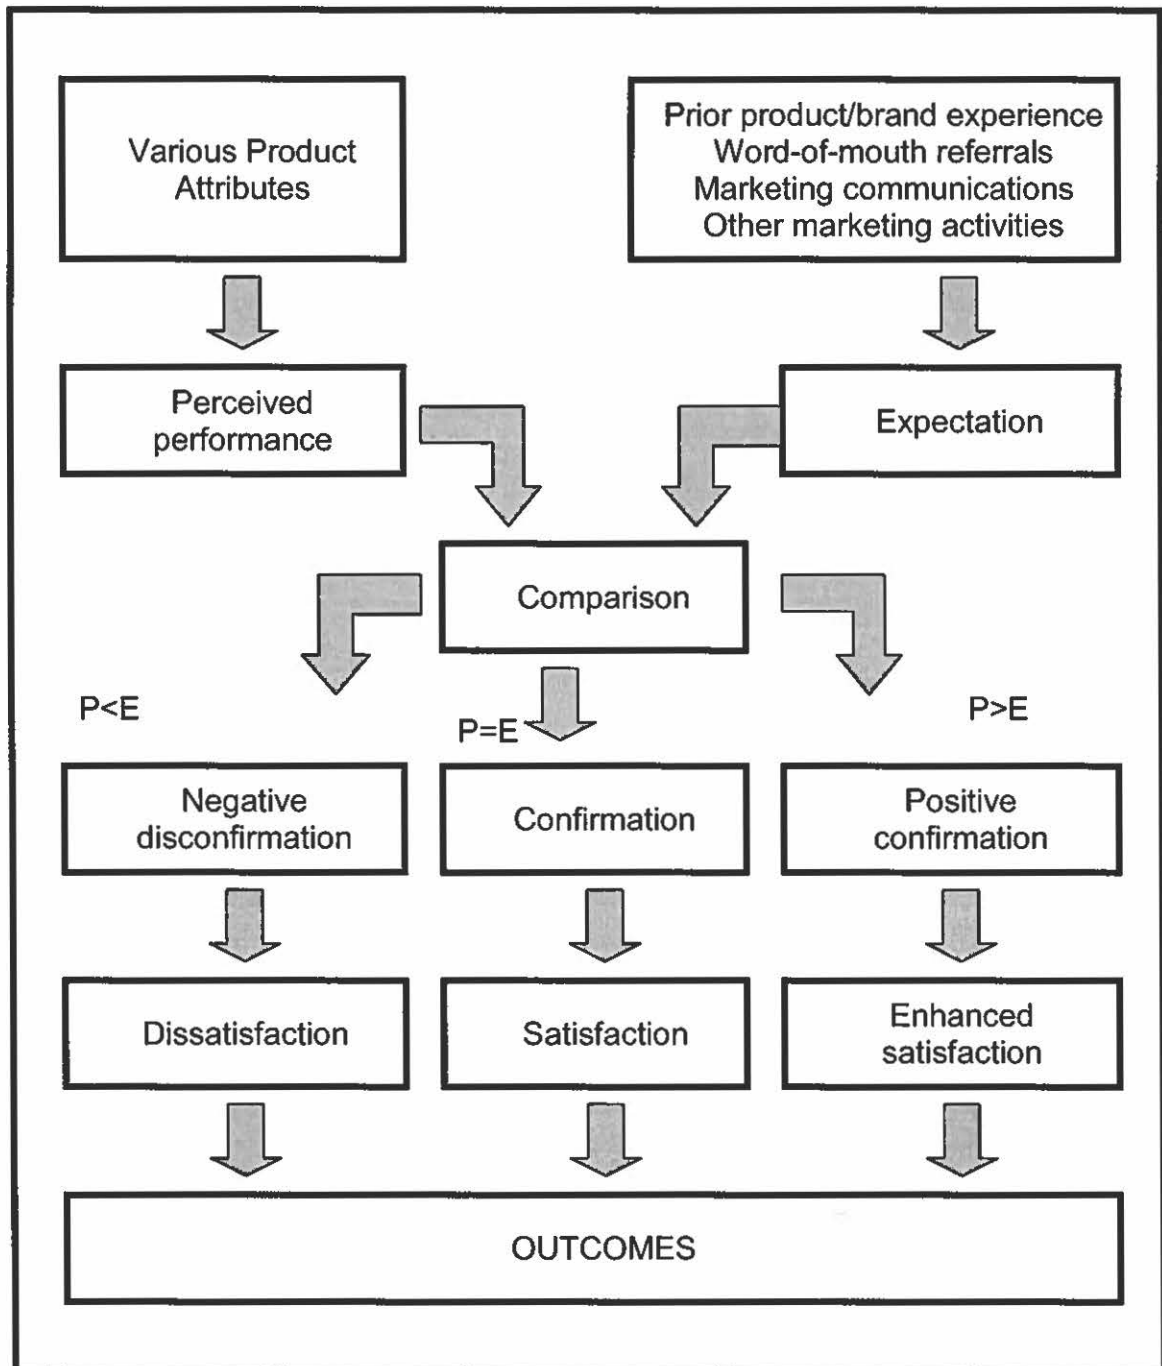 Various Product
Attributes
Prior product/brand experience
Word-of-mouth referrals
Marketing communications
Other marketing activities
Perceived
performance
Expectation
Comparison
P<E
P=E
P>E
Negative
disconfirmation
Confirmation
Positive
confirmation
Dissatisfaction
Satisfaction
Enhanced
satisfaction
OUTCOMES